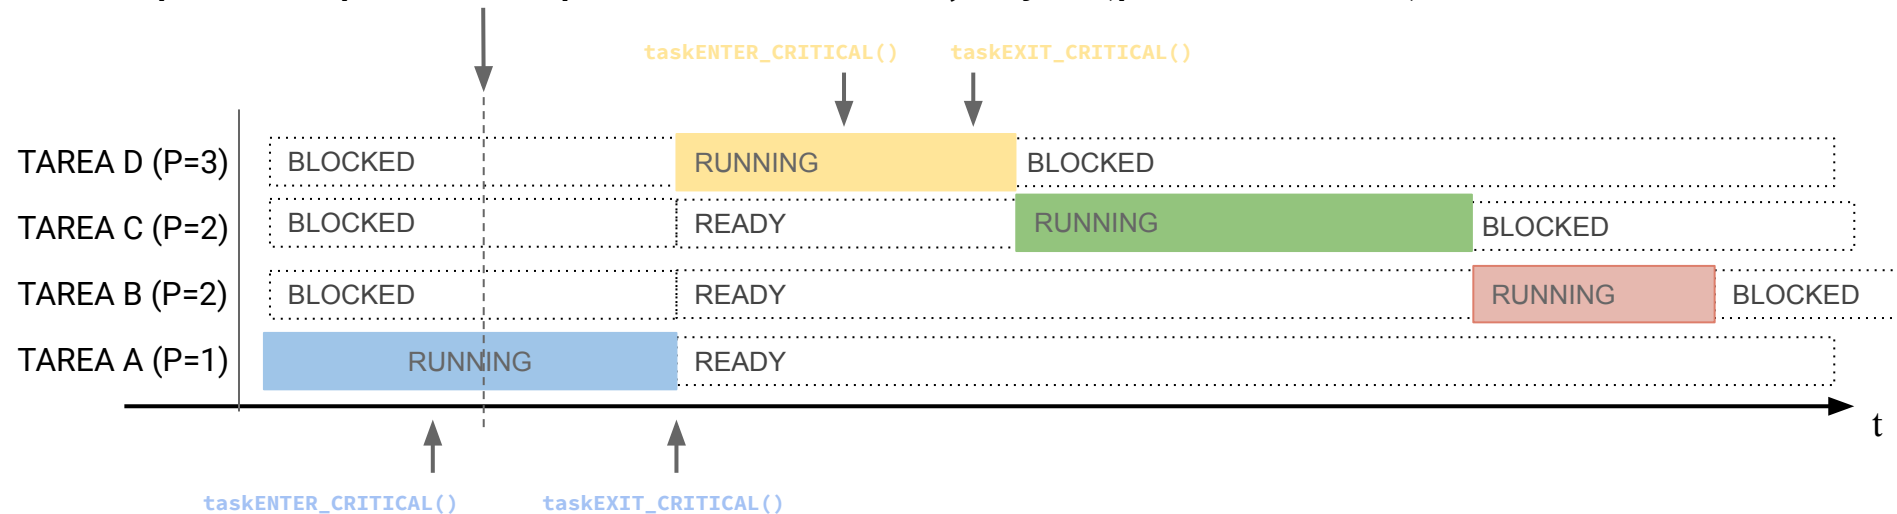 taskENTER_CRITICAL() taskEXIT_CRITICAL()
TAREA D (P=3) BLOCKED RUNNING BLOCKED
TAREA C (P=2) BLOCKED READY RUNNING BLOCKED
TAREA B (P=2) BLOCKED READY RUNNING BLOCKED
TAREA A (P=1) RUNNING READY
t
taskENTER_CRITICAL() taskEXIT_CRITICAL()